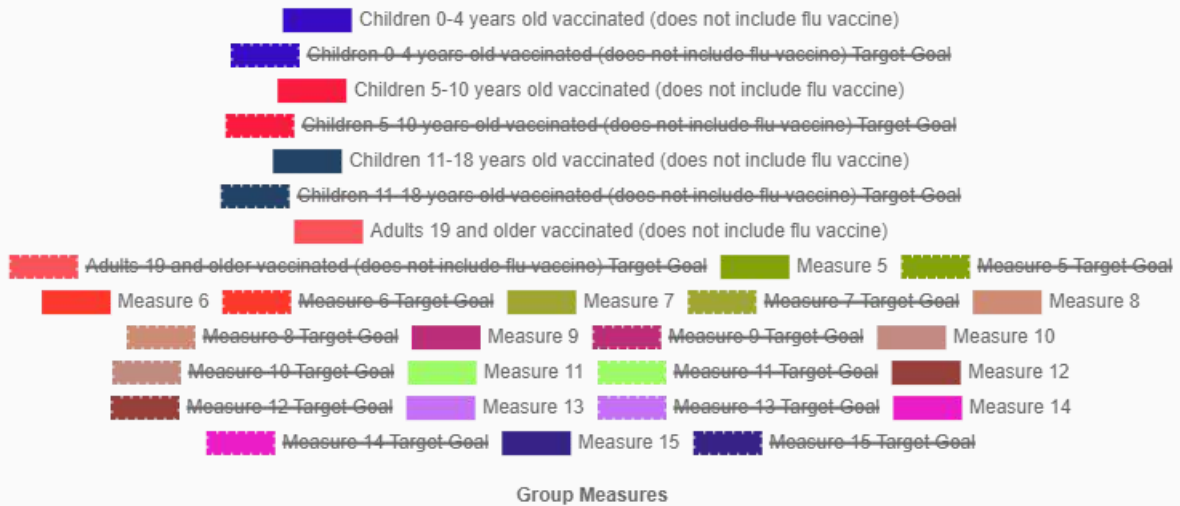 Children 0-4 years old vaccinated (does not include flu vaccine)
Children 0-4 years old vaccinated (does not include flu vaccine) Target Goal
Children 5-10 years old vaccinated (does not include flu vaccine)
Children 5-10 years old vaccinated (does not include flu vaccine) Target Goal
Children 11-18 years old vaccinated (does not include flu vaccine)
Children 11-18 years old vaccinated (does not include flu vaccine) Target Goal
Adults 19 and older vaccinated (does not include flu vaccine)
Adults 19 and older vaccinated (does not include flu vaccine) Target Goal Measure 5 Measure 5 Target Goal
Measure 6 Measure 6 Target Goal Measure 7 Measure 7 Target Goal Measure 8
Measure 8 Target Goal Measure 9 Measure 9 Target Goal Measure 10
Measure 10 Target Goal Measure 11 Measure 11 Target Goal Measure 12
Measure 12 Target Goal Measure 13 Measure 13 Target Goal Measure 14
Measure 14 Target Goal Measure 15 Measure 15 Target Goal
Group Measures